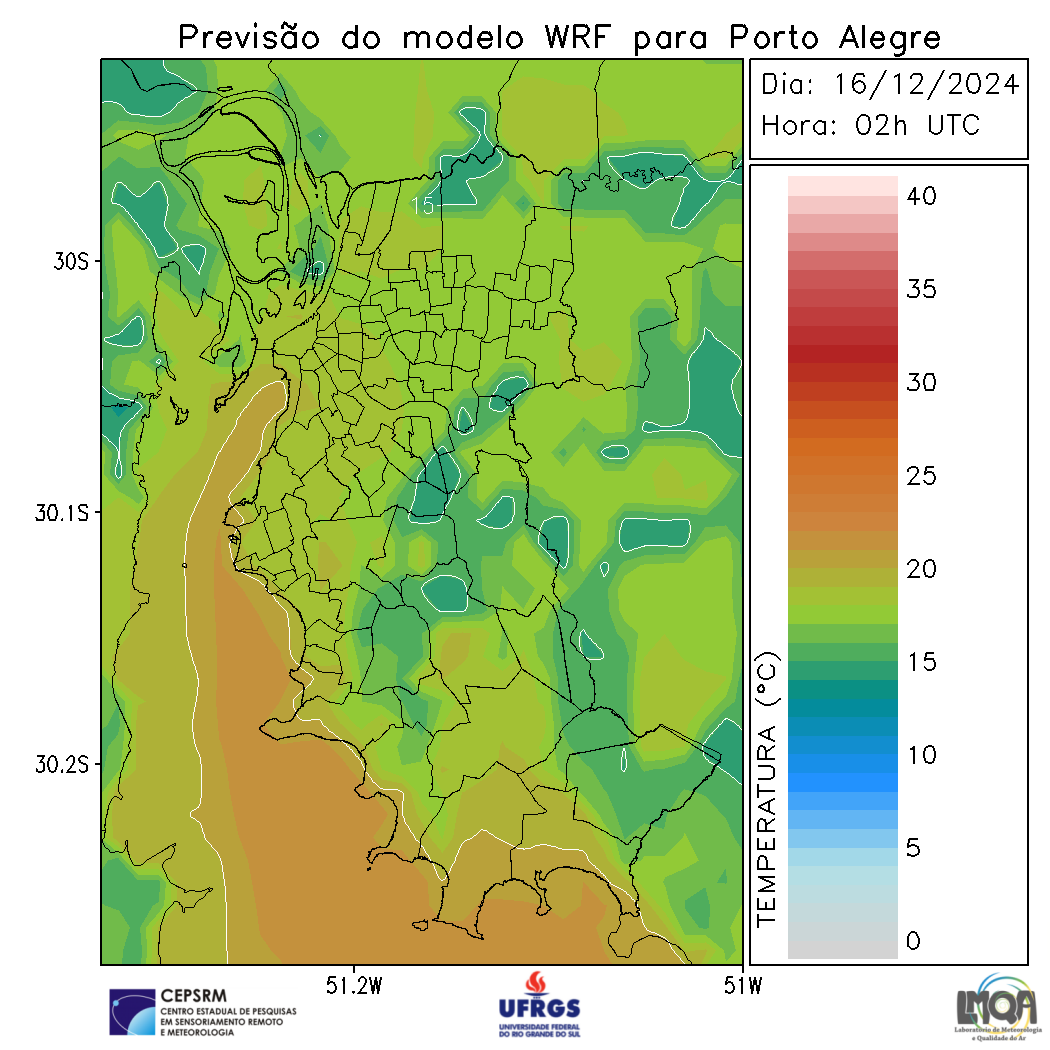 Previsão do modelo WRF para Porto Alegre
Dia: 16/12/2024
Hora: 02h UTC
40
35
30
25
20
15
10
5
0
TEMPERATURA (°C)
15
30S
30.1S
30.2S
51.2W
51W
CEPSRM
CENTRO ESTADUAL DE PESQUISAS
EM SENSORIAMENTO REMOTO
E METEOROLOGIA
UFRGS
UNIVERSIDADE FEDERAL
DO RIO GRANDE DO SUL
LMQA
Laboratório de Meteorologia
e Qualidade do Ar